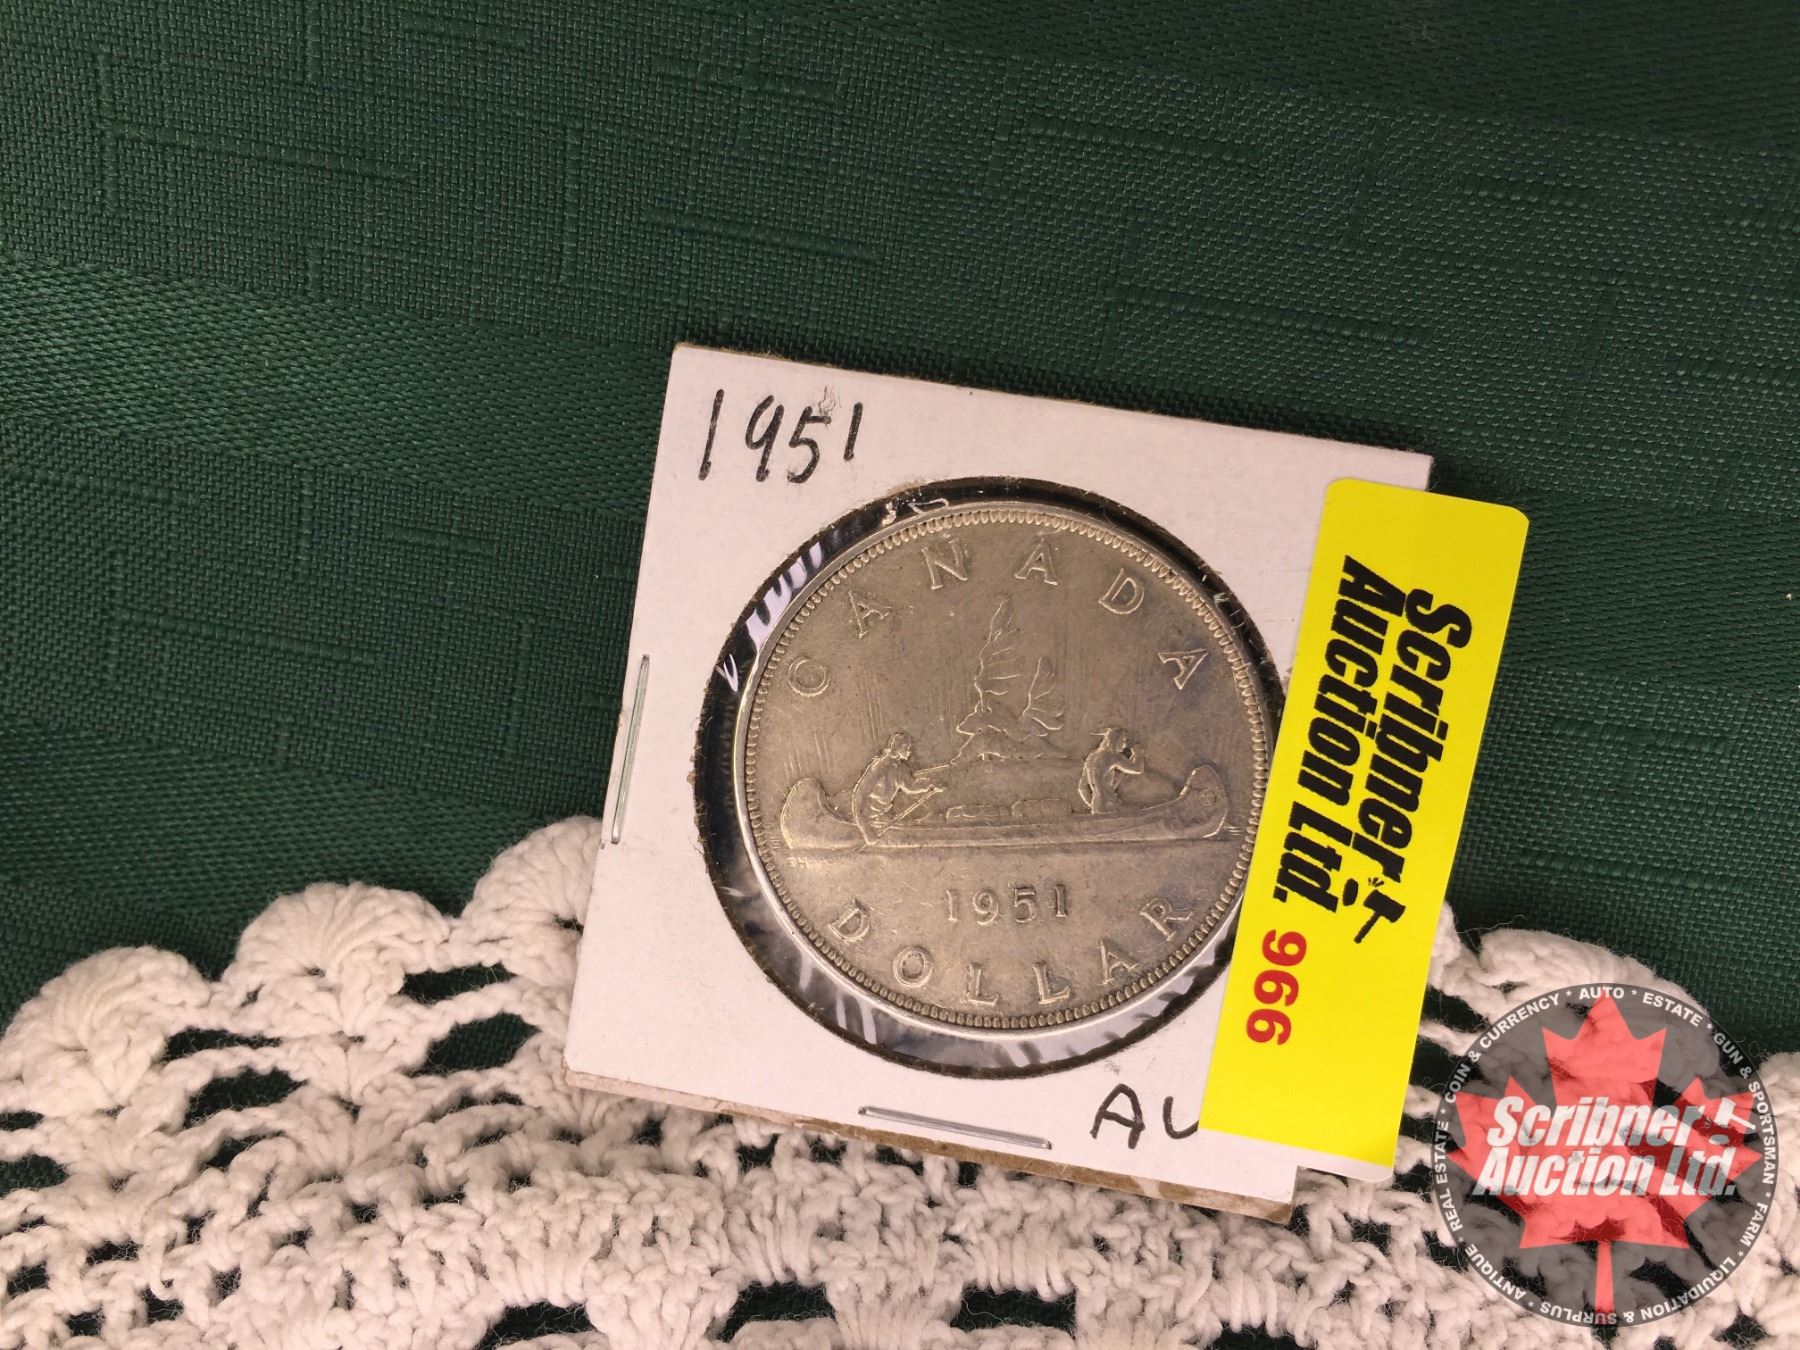 1951
CANADA
1951
DOLLAR
AU
Scribner
Auction Ltd.
966
COIN & CURRENCY * AUTO * ESTATE * GUN & SPORTSMAN * FARM * LIQUIDATION & SURPLUS * ANTIQUE * REAL ESTATE *
Scribner
Auction Ltd.